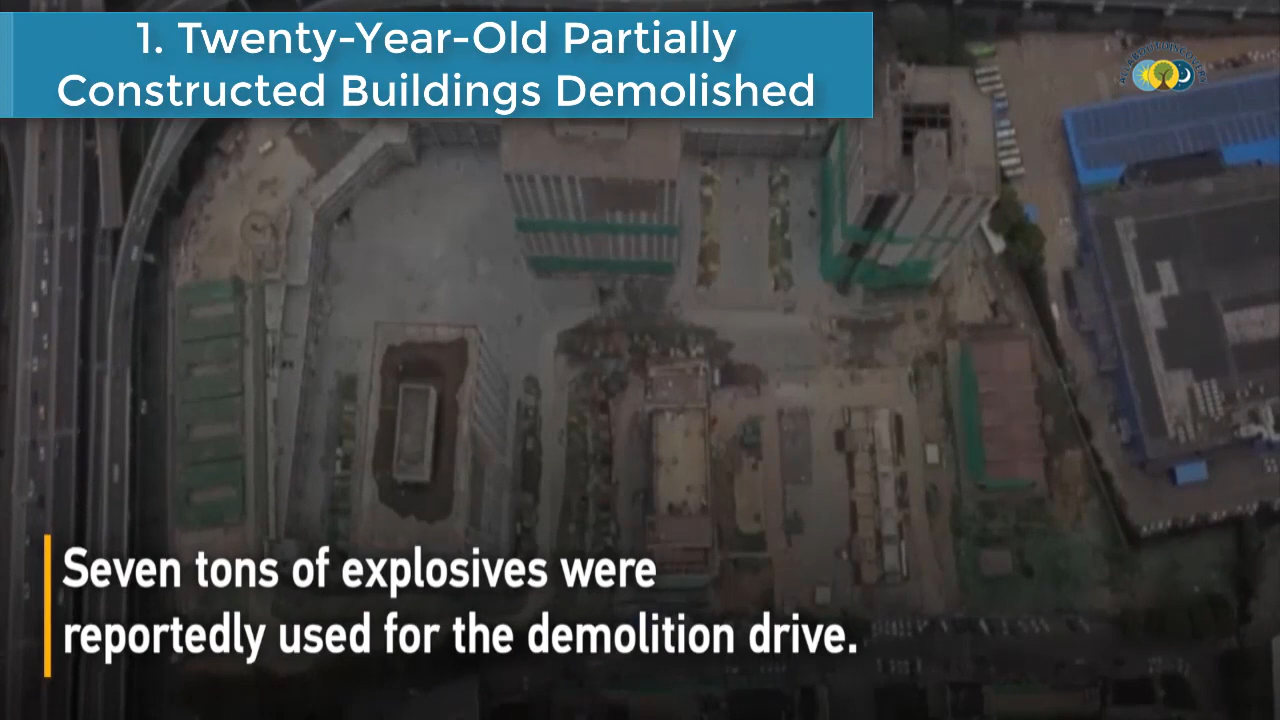 1. Twenty-Year-Old Partially
Constructed Buildings Demolished
Seven tons of explosives were
reportedly used for the demolition drive.